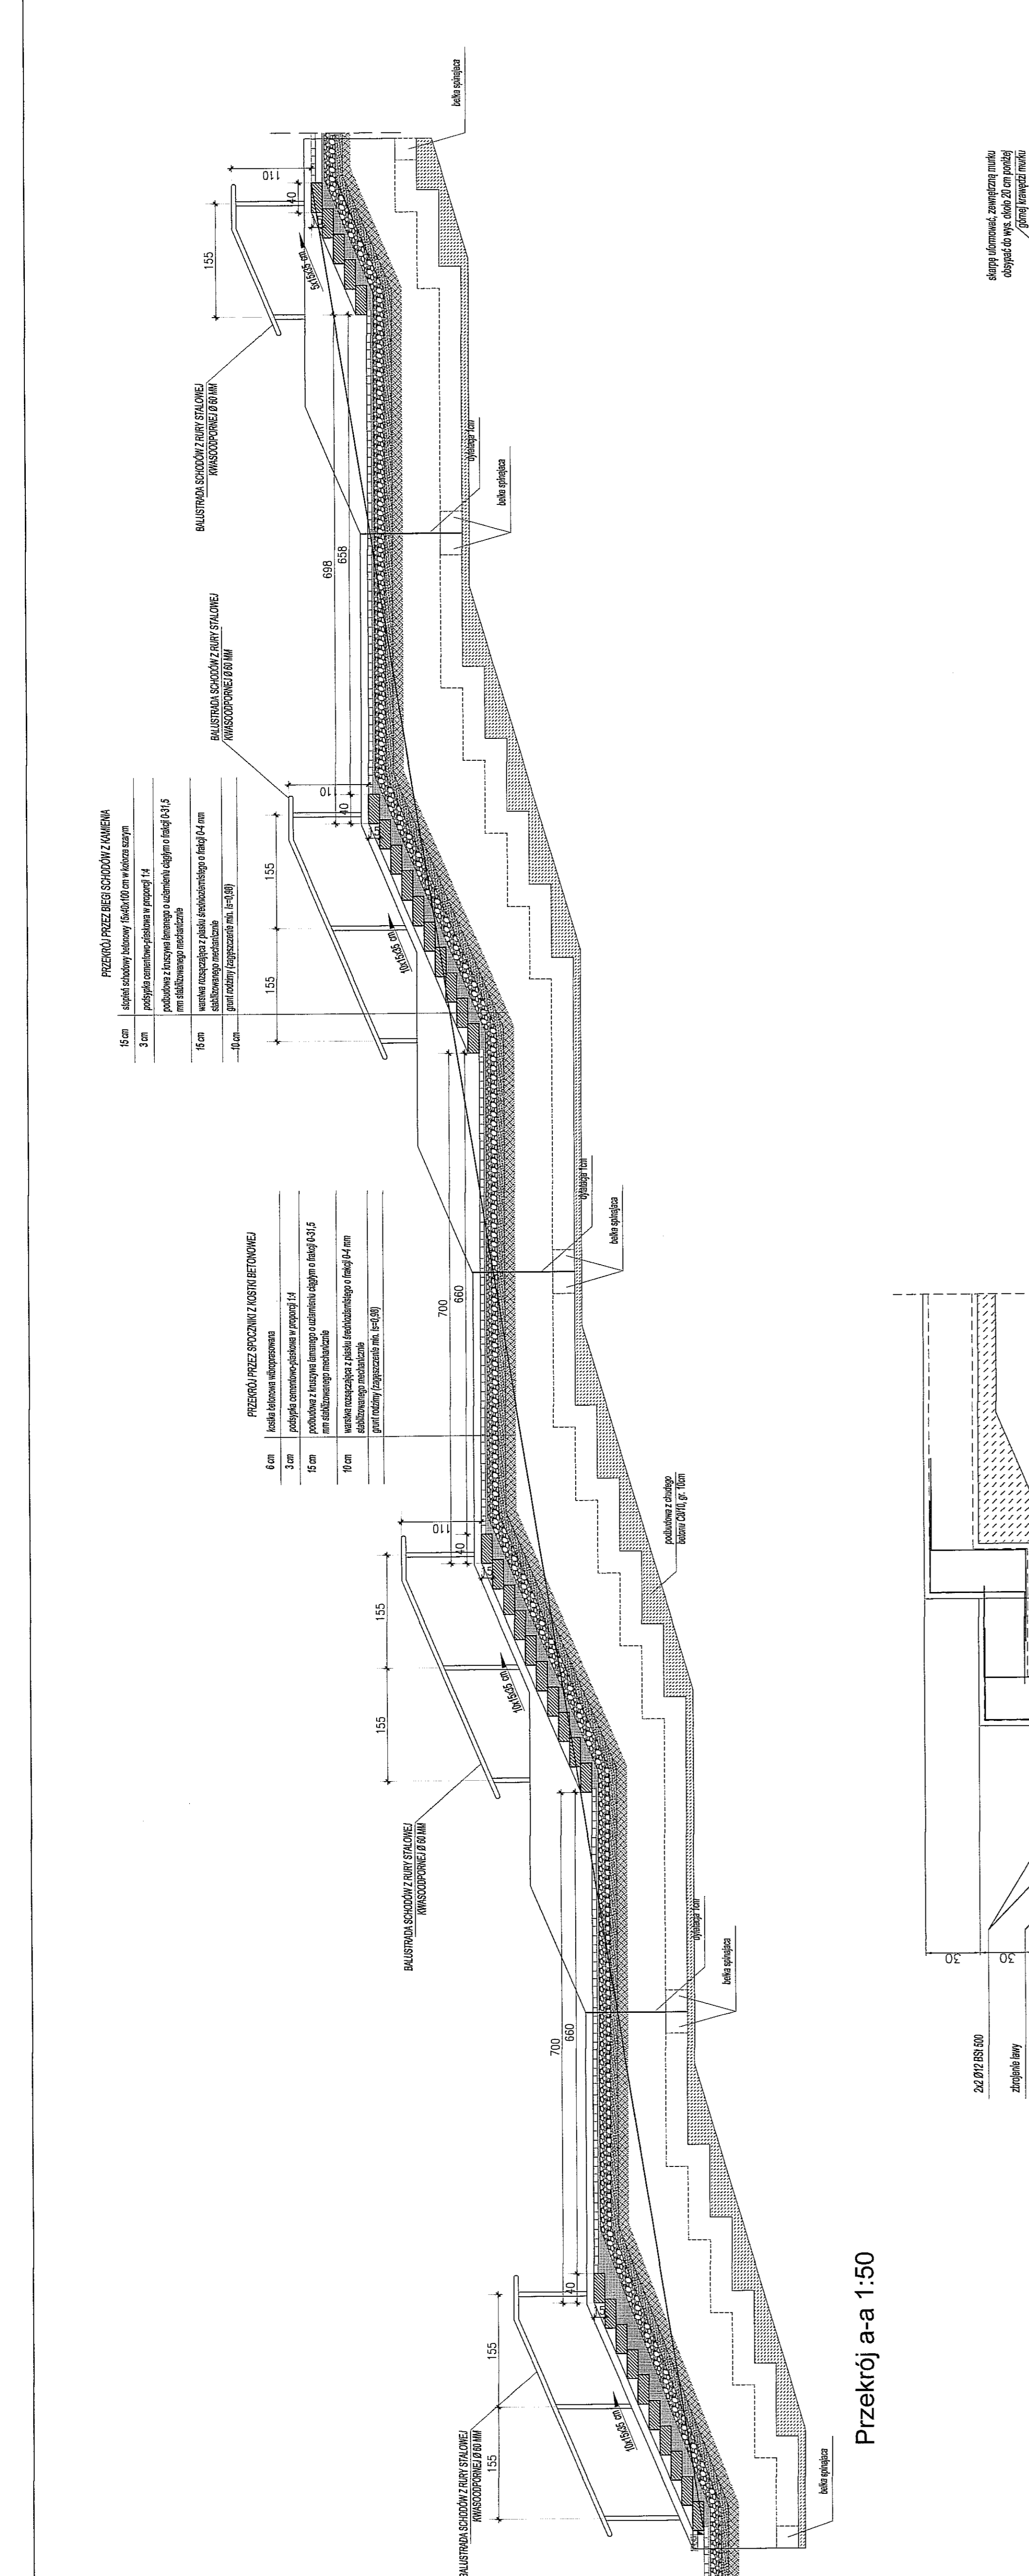 PRZEKRÓJ PRZEZ BIEGI SCHODÓW Z KAMIENIA
15 cm stopień schodowy betonowy 15x40x100 cm w kolorze szarym
3 cm podsypka cementowo-piaskowa w proporcji 1:4
podbudowa z kruszywa łamanego o uziarnieniu ciągłym o frakcji 0-31,5
mm stabilizowanego mechanicznie
15 cm warstwa rozsączająca z piasku średnioziarnistego o frakcji 0-4 mm
stabilizowanego mechanicznie
10 cm grunt rodzimy (zagęszczenie min. Is=0,98)
PRZEKRÓJ PRZEZ SPOCZNIKI Z KOSTKI BETONOWEJ
6 cm kostka betonowa wibroprasowana
3 cm podsypka cementowo-piaskowa w proporcji 1:4
15 cm podbudowa z kruszywa łamanego o uziarnieniu ciągłym o frakcji 0-31,5
mm stabilizowanego mechanicznie
10 cm warstwa rozsączająca z piasku średnioziarnistego o frakcji 0-4 mm
stabilizowanego mechanicznie
grunt rodzimy (zagęszczenie min. Is=0,98)
BALUSTRADA SCHODÓW Z RURY STALOWEJ
KWASOODPORNEJ Ø 60 MM
155
155
10x15x35 cm
110
40
15
700
660
belka spinająca
dylatacja 1cm
belka spinająca
BALUSTRADA SCHODÓW Z RURY STALOWEJ
KWASOODPORNEJ Ø 60 MM
155
155
10x15x35 cm
110
40
15
700
660
podbudowa z chudego
betonu C8/10, gr. 10cm
dylatacja 1cm
belka spinająca
BALUSTRADA SCHODÓW Z RURY STALOWEJ
KWASOODPORNEJ Ø 60 MM
155
155
10x15x35 cm
110
40
15
698
658
dylatacja 1cm
belka spinająca
BALUSTRADA SCHODÓW Z RURY STALOWEJ
KWASOODPORNEJ Ø 60 MM
155
110
40
belka spinająca
Przekrój a-a 1:50
skarpę uformować, zewnętrzną murku
obsypać do wys. około 20 cm poniżej
górnej krawędzi murku
30
30
2x2 Ø12 BSt 500
zbrojenie ławy